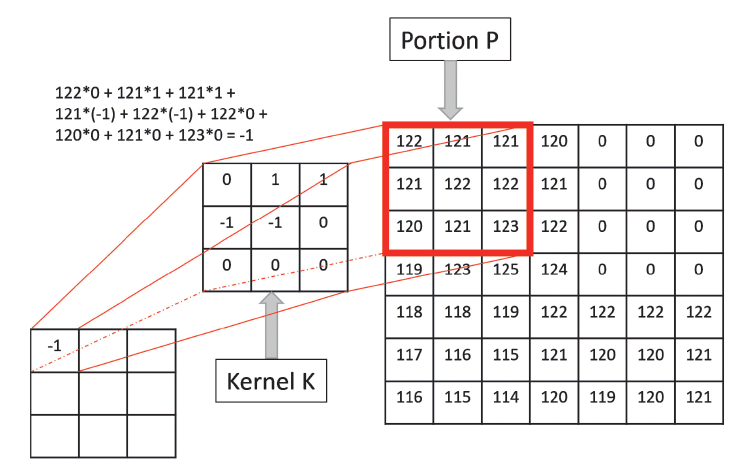 Portion P
122*0 + 121*1 + 121*1 +
121*(-1) + 122*(-1) + 122*0 +
120*0 + 121*0 + 123*0 = -1
122 121 121 120 0 0 0
121 122 122 121 0 0 0
120 121 123 122 0 0 0
119 123 125 124 0 0 0
118 118 119 122 122 122 122
117 116 115 121 120 120 121
116 115 114 120 119 120 121
0 1 1
-1 -1 0
0 0 0
-1
Kernel K